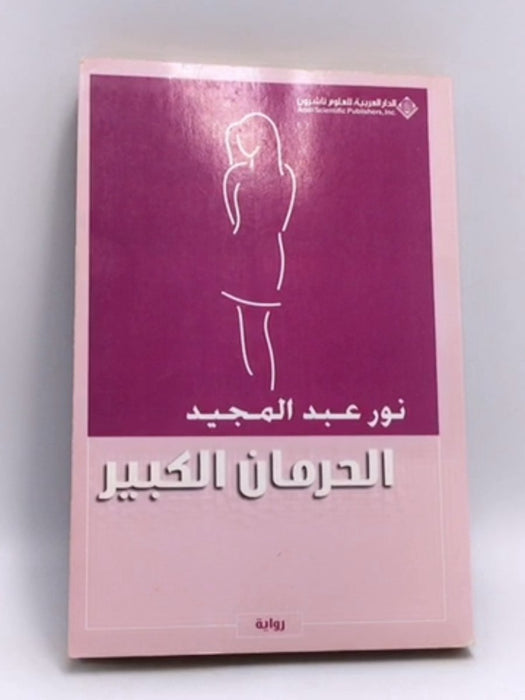 الدار العربية للعلوم ناشرون
Arab Scientific Publishers, Inc.
نور عبد المجيد
الحرمان الكبير
رواية